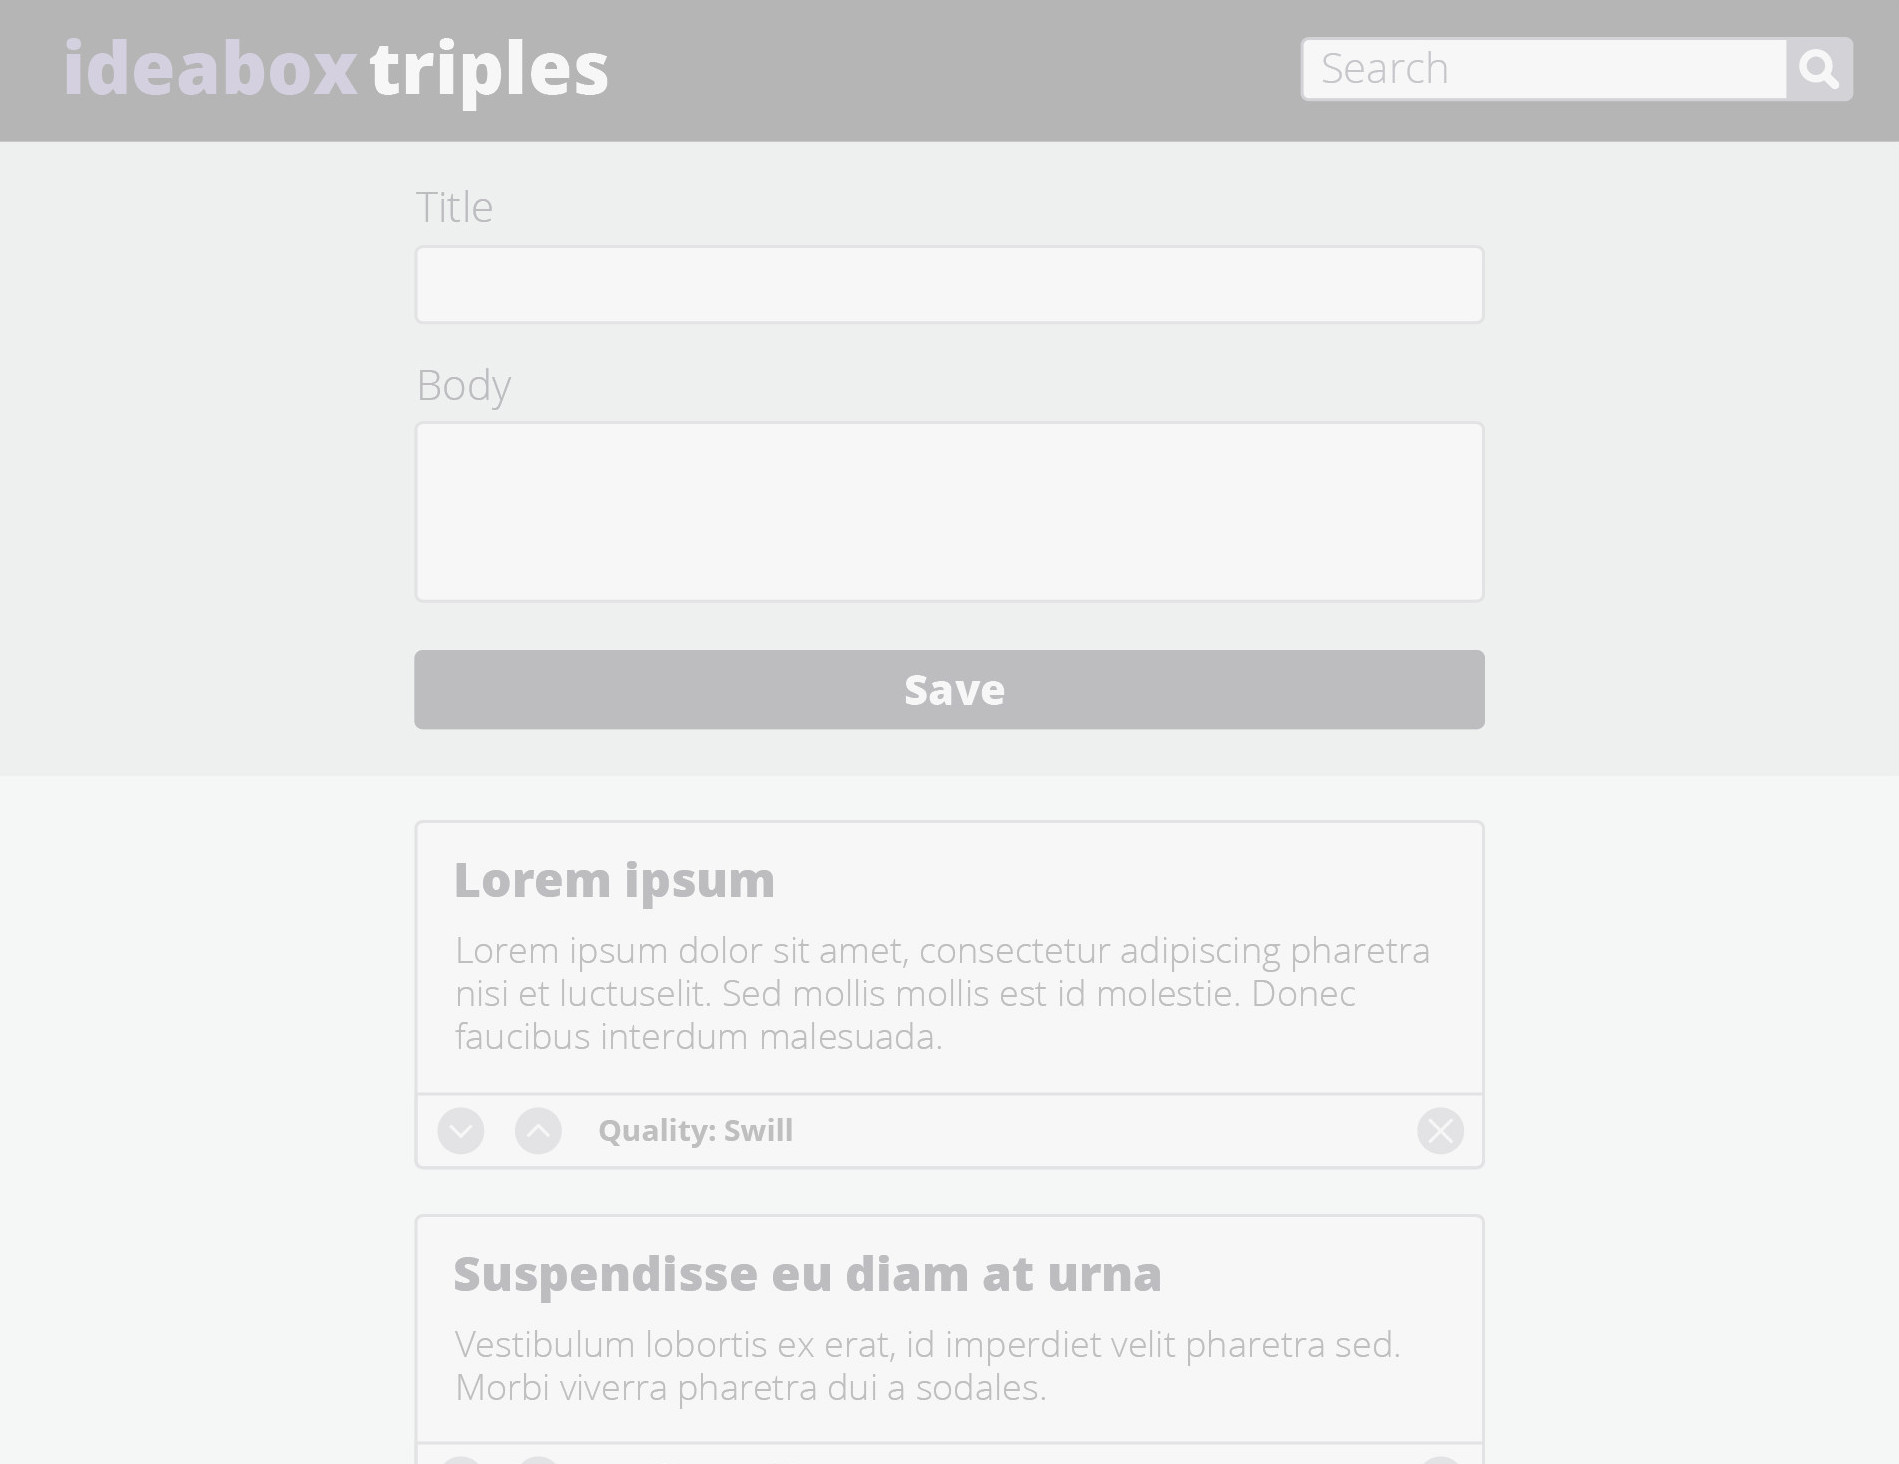 ideabox triples
Search
Title
Body
Save
Lorem ipsum
Lorem ipsum dolor sit amet, consectetur adipiscing pharetra
nisi et luctuselit. Sed mollis mollis est id molestie. Donec
faucibus interdum malesuada.
Quality: Swill
Suspendisse eu diam at urna
Vestibulum lobortis ex erat, id imperdiet velit pharetra sed.
Morbi viverra pharetra dui a sodales.